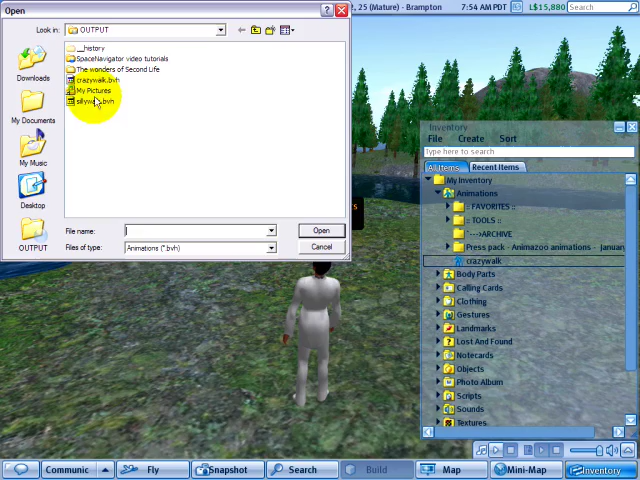 Open
Look in:
OUTPUT
__history
SpaceNavigator video tutorials
The wonders of Second Life
crazywalk.bvh
My Pictures
sillywalk.bvh
Downloads
My Documents
My Music
Desktop
OUTPUT
File name:
Open
Files of type:
Animations (*.bvh)
Cancel
2, 25 (Mature) - Brampton
7:54 AM PDT
L$15,880
Search
Inventory
File Create Sort
Type here to search
All Items Recent Items
My Inventory
Animations
:: FAVORITES ::
:: TOOLS ::
*--->ARCHIVE
Press pack - Animazoo animations - January
crazywalk
Body Parts
Calling Cards
Clothing
Gestures
Landmarks
Lost And Found
Notecards
Objects
Photo Album
Scripts
Sounds
Textures
Communic
Fly
Snapshot
Search
Build
Map
Mini-Map
Inventory